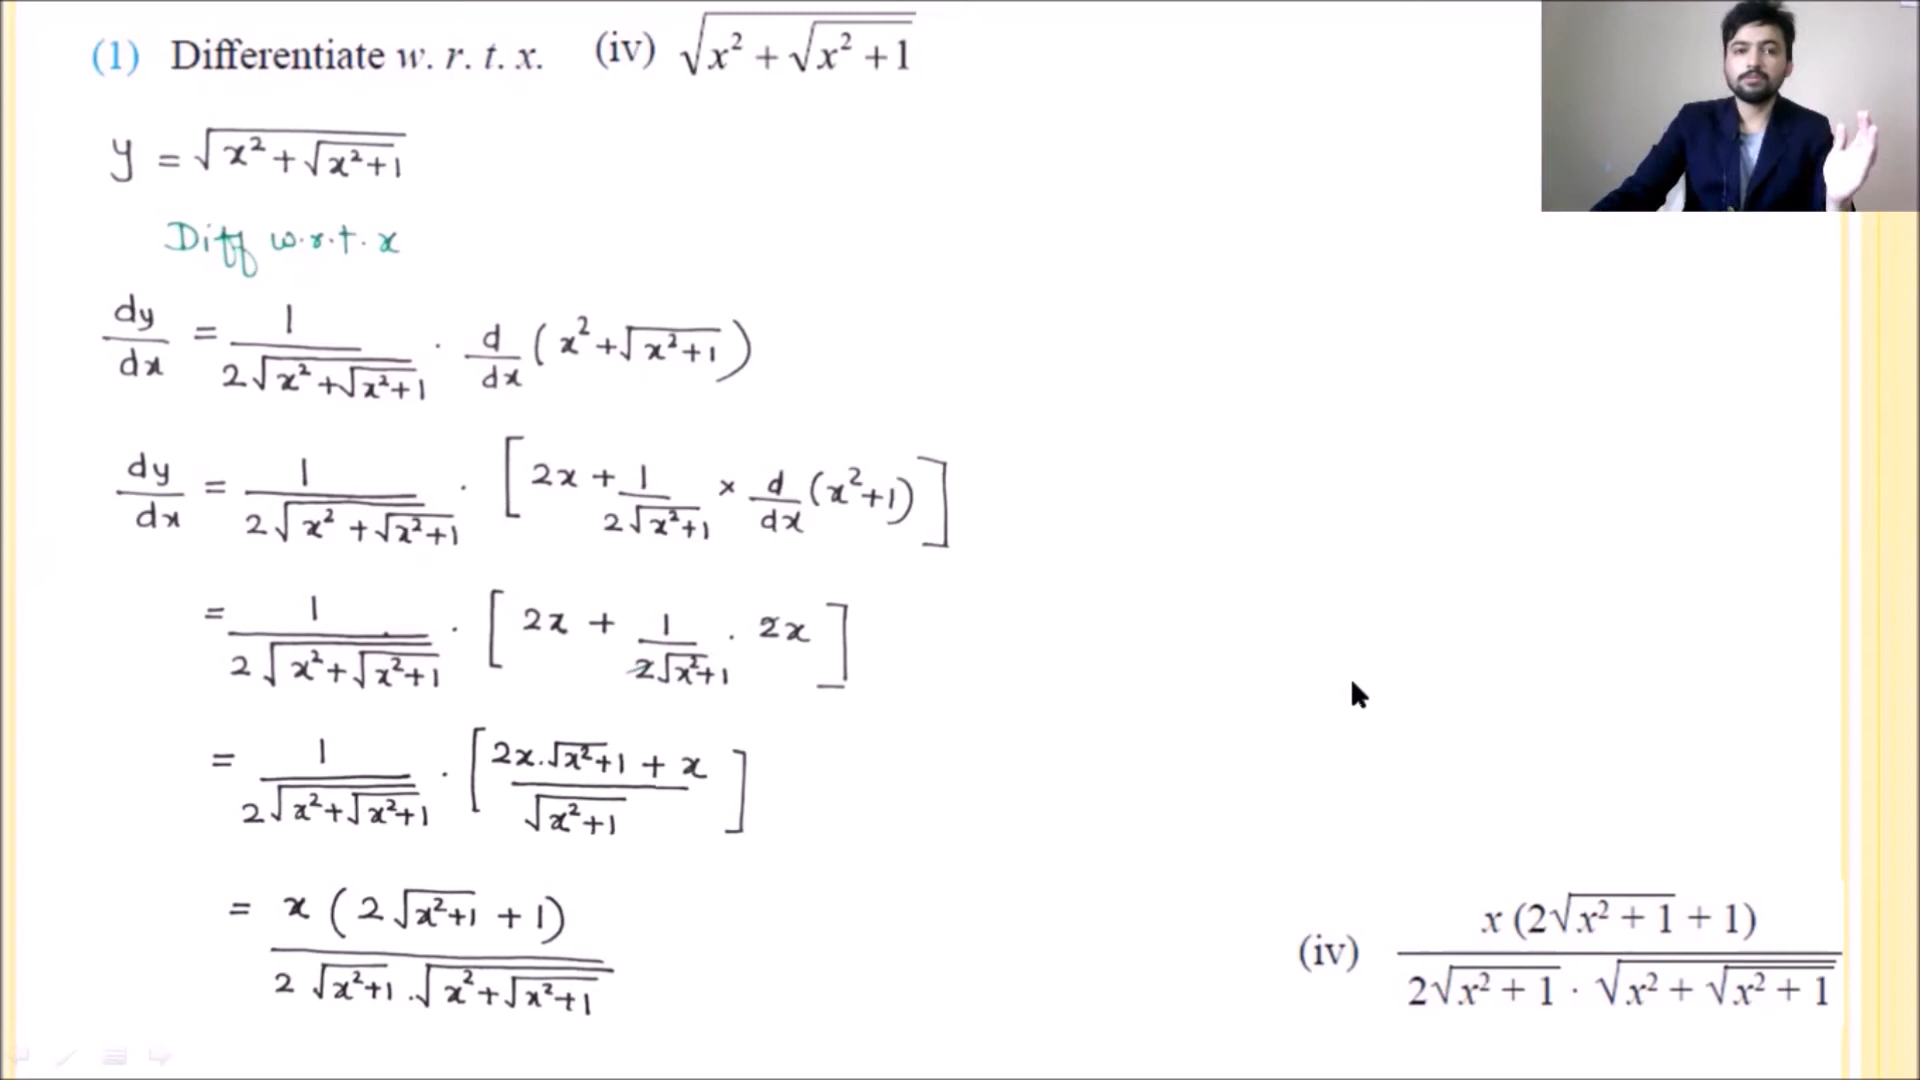 (1) Differentiate w. r. t. x. (iv) √(x² + √(x² + 1))
y = √(x² + √(x²+1))
Diff w.r.t. x
dy/dx = 1/(2√(x² + √(x²+1))) · d/dx (x² + √(x²+1))
dy/dx = 1/(2√(x² + √(x²+1))) · [2x + 1/(2√(x²+1)) × d/dx (x²+1)]
= 1/(2√(x² + √(x²+1))) · [2x + 1/(2√(x²+1)) · 2x]
= 1/(2√(x² + √(x²+1))) · [(2x.√(x²+1) + x)/√(x²+1)]
= x(2√(x²+1) + 1)/(2√(x²+1) .√(x² + √(x²+1)))
(iv) x (2√(x² + 1) + 1)/(2√(x² + 1) · √(x² + √(x² + 1)))